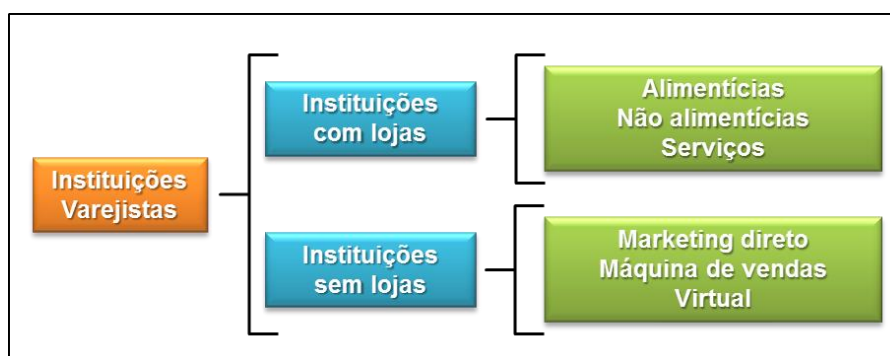 Instituições
Varejistas
Instituições
com lojas
Alimentícias
Não alimentícias
Serviços
Instituições
sem lojas
Marketing direto
Máquina de vendas
Virtual